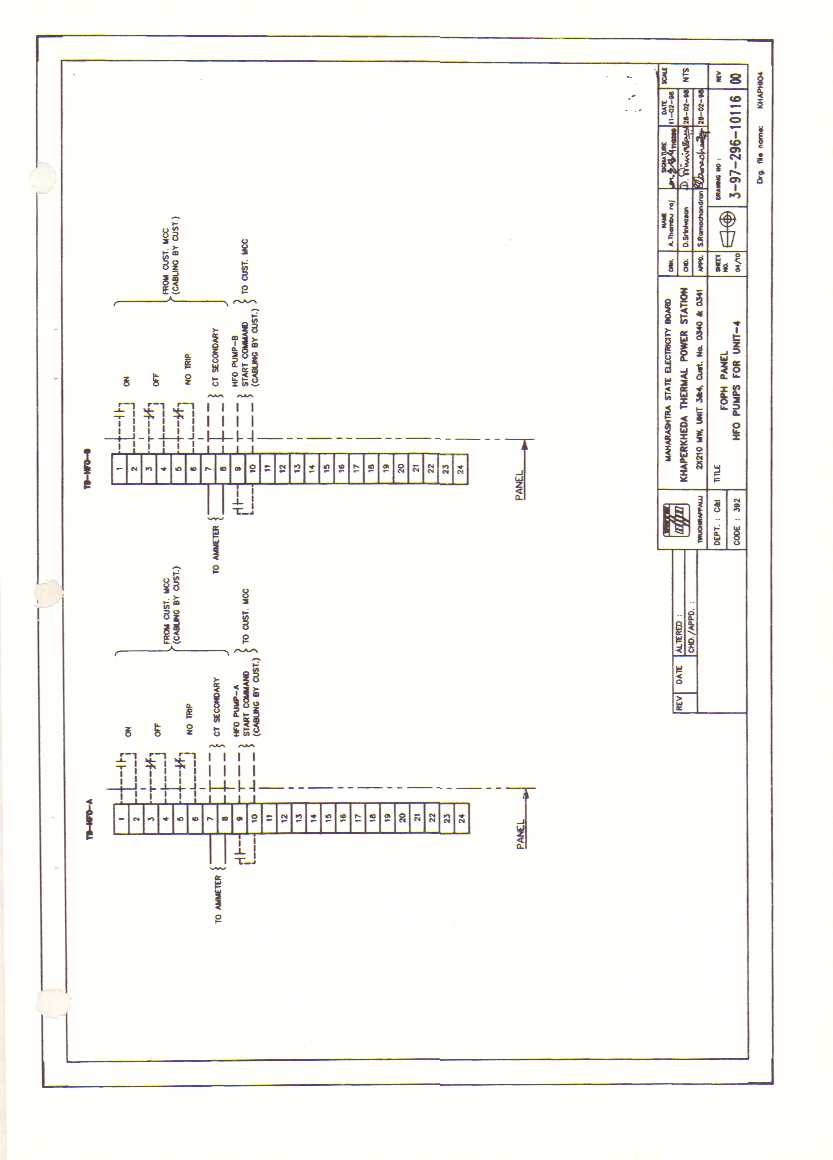 TB-HFO-A
1
2
3
4
5
6
7
8
9
10
11
12
13
14
15
16
17
18
19
20
21
22
23
24
ON
OFF
NO TRIP
CT SECONDARY
HFO PUMP-A
START COMMAND
(CABLING BY CUST.)
FROM CUST. MCC
(CABLING BY CUST.)
TO CUST. MCC
TO AMMETER
PANEL
TB-HFO-B
1
2
3
4
5
6
7
8
9
10
11
12
13
14
15
16
17
18
19
20
21
22
23
24
ON
OFF
NO TRIP
CT SECONDARY
HFO PUMP-B
START COMMAND
(CABLING BY CUST.)
FROM CUST. MCC
(CABLING BY CUST.)
TO CUST. MCC
TO AMMETER
PANEL
REV DATE ALTERED :
CHD./APPD. :
TIRUCHIRAPPALLI
DEPT. : C&I
CODE : 392
MAHARASHTRA STATE ELECTRICITY BOARD
KHAPERKHEDA THERMAL POWER STATION
2X210 MW, UNIT 3&4, Cust. No. 0340 & 0341
TITLE
FOPH PANEL
HFO PUMPS FOR UNIT-4
NAME SIGNATURE DATE SCALE
DRN. A.Thambu raj 11-02-98 NTS
CHD. D.Srinivasan 28-02-98
APPD. S.Ramachandran 28-02-98
SHEET NO. 04/10
DRAWING NO : 3-97-296-10116
REV 00
Drg. file name: KHAPHI04